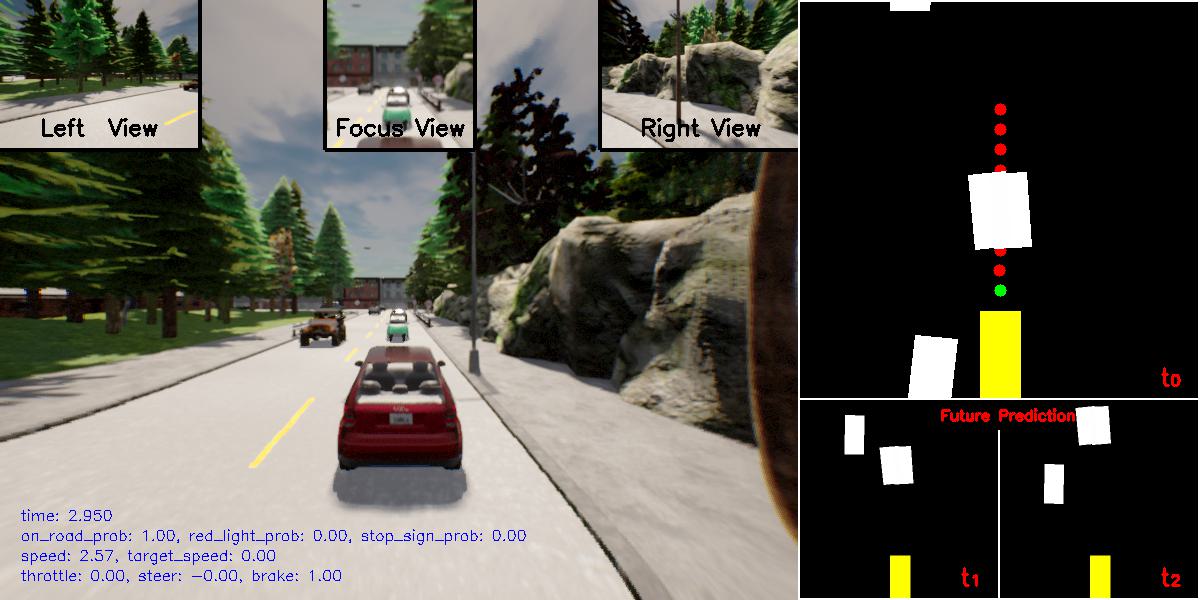 Left View
Focus View
Right View
time: 2.950
on_road_prob: 1.00, red_light_prob: 0.00, stop_sign_prob: 0.00
speed: 2.57, target_speed: 0.00
throttle: 0.00, steer: -0.00, brake: 1.00
t0
Future Prediction
t1
t2